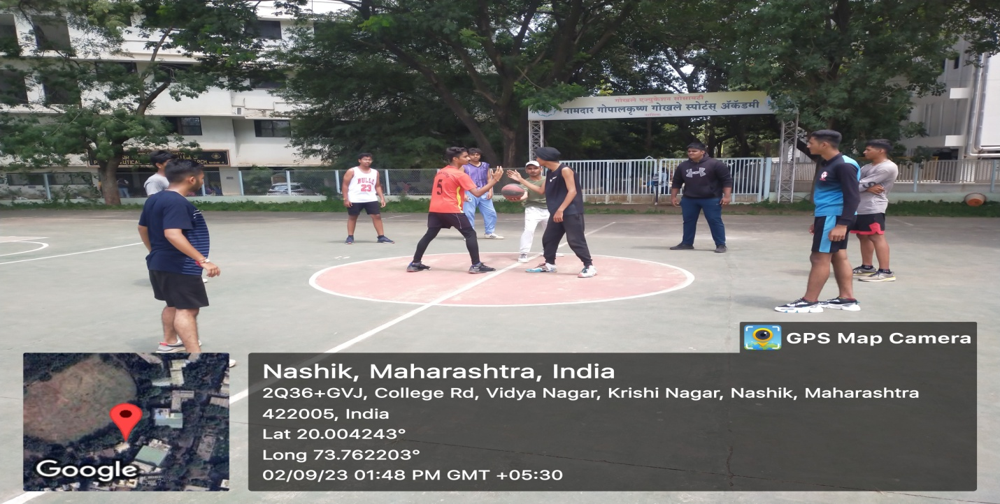 गोखले एज्युकेशन सोसायटी
नामदार गोपालकृष्ण गोखले स्पोर्टस् अ‍ॅकॅडमी
SIR
BULLS
23
5
GPS Map Camera
Nashik, Maharashtra, India
2Q36+GVJ, College Rd, Vidya Nagar, Krishi Nagar, Nashik, Maharashtra
422005, India
Lat 20.004243°
Long 73.762203°
02/09/23 01:48 PM GMT +05:30
Google